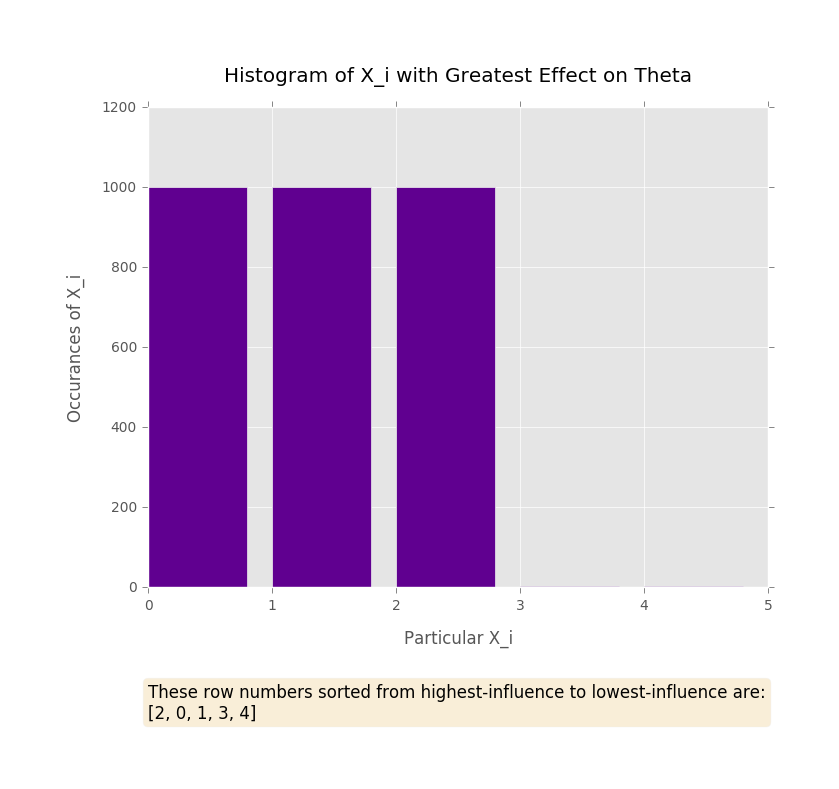 Histogram of X_i with Greatest Effect on Theta
1200
1000
800
600
400
200
0
Occurances of X_i
0 1 2 3 4 5
Particular X_i
These row numbers sorted from highest-influence to lowest-influence are:
[2, 0, 1, 3, 4]